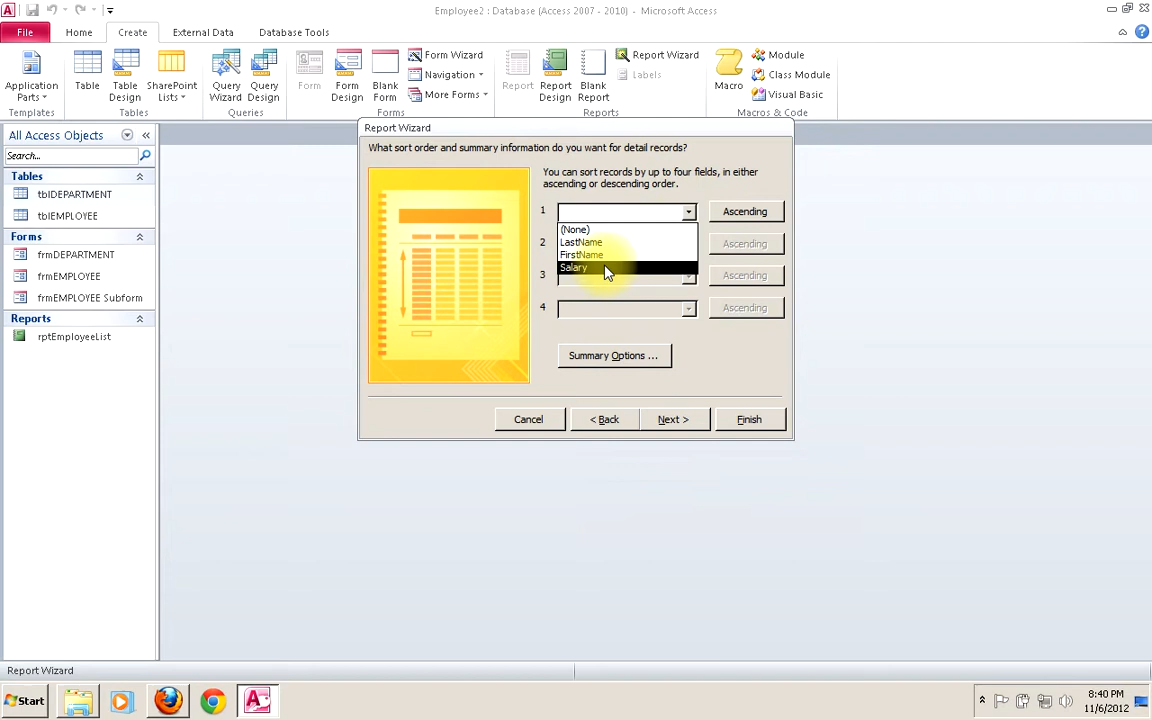 Employee2 : Database (Access 2007 - 2010) - Microsoft Access
File Home Create External Data Database Tools
Application Parts
Table
Table Design
SharePoint Lists
Query Wizard
Query Design
Form
Form Design
Blank Form
Form Wizard
Navigation
More Forms
Report
Report Design
Blank Report
Report Wizard
Labels
Macro
Module
Class Module
Visual Basic
Templates Tables Queries Forms Reports Macros & Code
All Access Objects
Search...
Tables
tblDEPARTMENT
tblEMPLOYEE
Forms
frmDEPARTMENT
frmEMPLOYEE
frmEMPLOYEE Subform
Reports
rptEmployeeList
Report Wizard
What sort order and summary information do you want for detail records?
You can sort records by up to four fields, in either
ascending or descending order.
1 Ascending
(None)
LastName
FirstName
Salary
2 Ascending
3 Ascending
4 Ascending
Summary Options ...
Cancel < Back Next > Finish
Report Wizard
Start
8:40 PM
11/6/2012